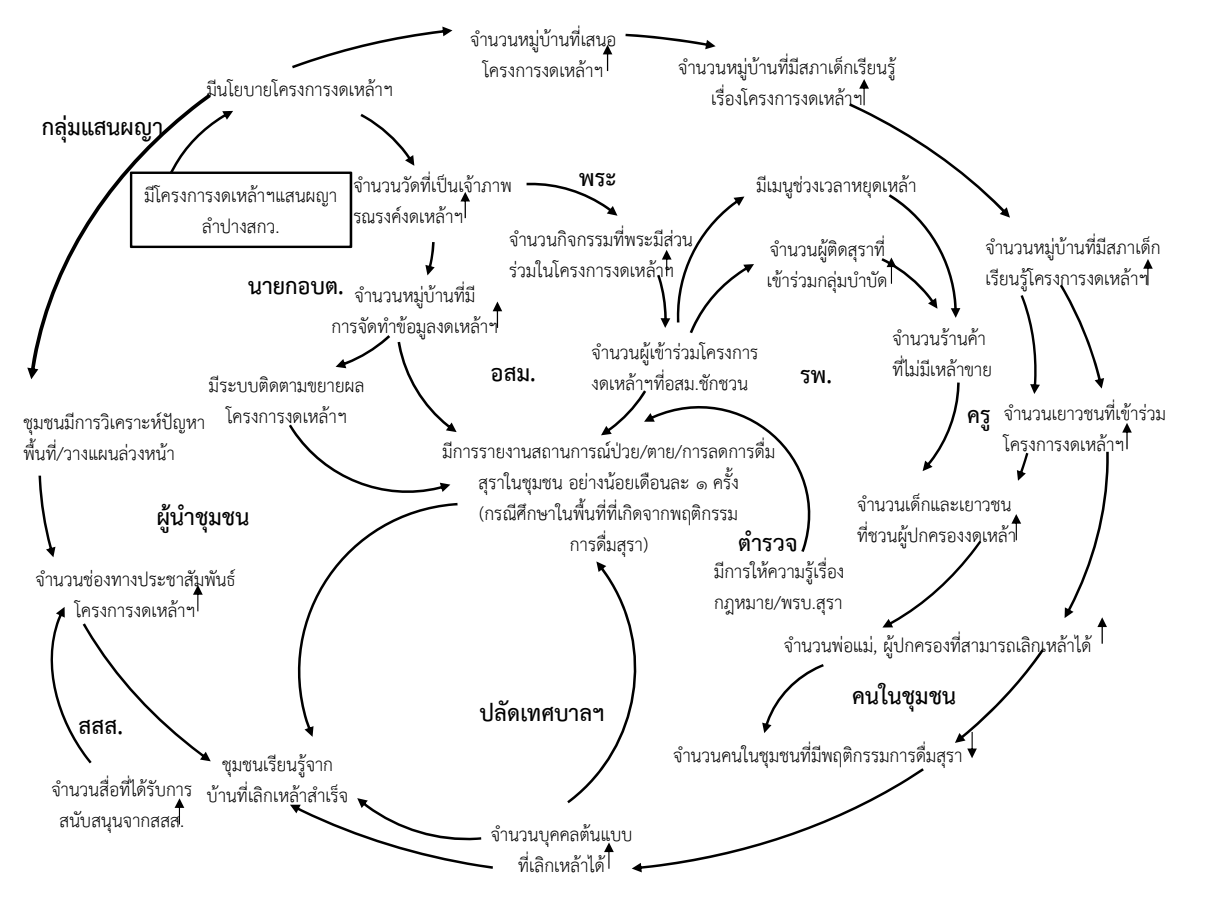 จำนวนหมู่บ้านที่เสนอ
โครงการงดเหล้าฯ
จำนวนหมู่บ้านที่มีสภาเด็กเรียนรู้
เรื่องโครงการงดเหล้าฯ
มีนโยบายโครงการงดเหล้าฯ
กลุ่มแสนผญา
มีโครงการงดเหล้าฯแสนผญา
ลำปางสกว.
จำนวนวัดที่เป็นเจ้าภาพ
รณรงค์งดเหล้าฯ
พระ
มีเมนูช่วงเวลาหยุดเหล้า
จำนวนกิจกรรมที่พระมีส่วน
ร่วมในโครงการงดเหล้าฯ
จำนวนผู้ติดสุราที่
เข้าร่วมกลุ่มบำบัด
จำนวนหมู่บ้านที่มีสภาเด็ก
เรียนรู้โครงการงดเหล้าฯ
นายกอบต.
จำนวนหมู่บ้านที่มี
การจัดทำข้อมูลงดเหล้าฯ
จำนวนร้านค้า
ที่ไม่มีเหล้าขาย
จำนวนผู้เข้าร่วมโครงการ
งดเหล้าฯที่อสม.ชักชวน
อสม.
รพ.
มีระบบติดตามขยายผล
โครงการงดเหล้าฯ
ครู
จำนวนเยาวชนที่เข้าร่วม
โครงการงดเหล้าฯ
ชุมชนมีการวิเคราะห์ปัญหา
พื้นที่/วางแผนล่วงหน้า
มีการรายงานสถานการณ์ป่วย/ตาย/การลดการดื่ม
สุราในชุมชน อย่างน้อยเดือนละ ๑ ครั้ง
(กรณีศึกษาในพื้นที่ที่เกิดจากพฤติกรรม
การดื่มสุรา)
จำนวนเด็กและเยาวชน
ที่ชวนผู้ปกครองงดเหล้า
ผู้นำชุมชน
ตำรวจ
มีการให้ความรู้เรื่อง
กฎหมาย/พรบ.สุรา
จำนวนช่องทางประชาสัมพันธ์
โครงการงดเหล้าฯ
จำนวนพ่อแม่, ผู้ปกครองที่สามารถเลิกเหล้าได้
คนในชุมชน
ปลัดเทศบาลฯ
สสส.
จำนวนคนในชุมชนที่มีพฤติกรรมการดื่มสุรา
ชุมชนเรียนรู้จาก
บ้านที่เลิกเหล้าสำเร็จ
จำนวนสื่อที่ได้รับการ
สนับสนุนจากสสส.
จำนวนบุคคลต้นแบบ
ที่เลิกเหล้าได้